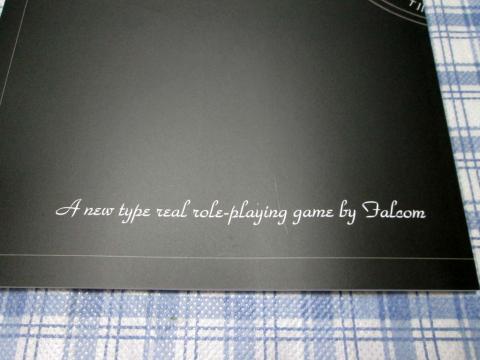 A new type real role-playing game by Falcom